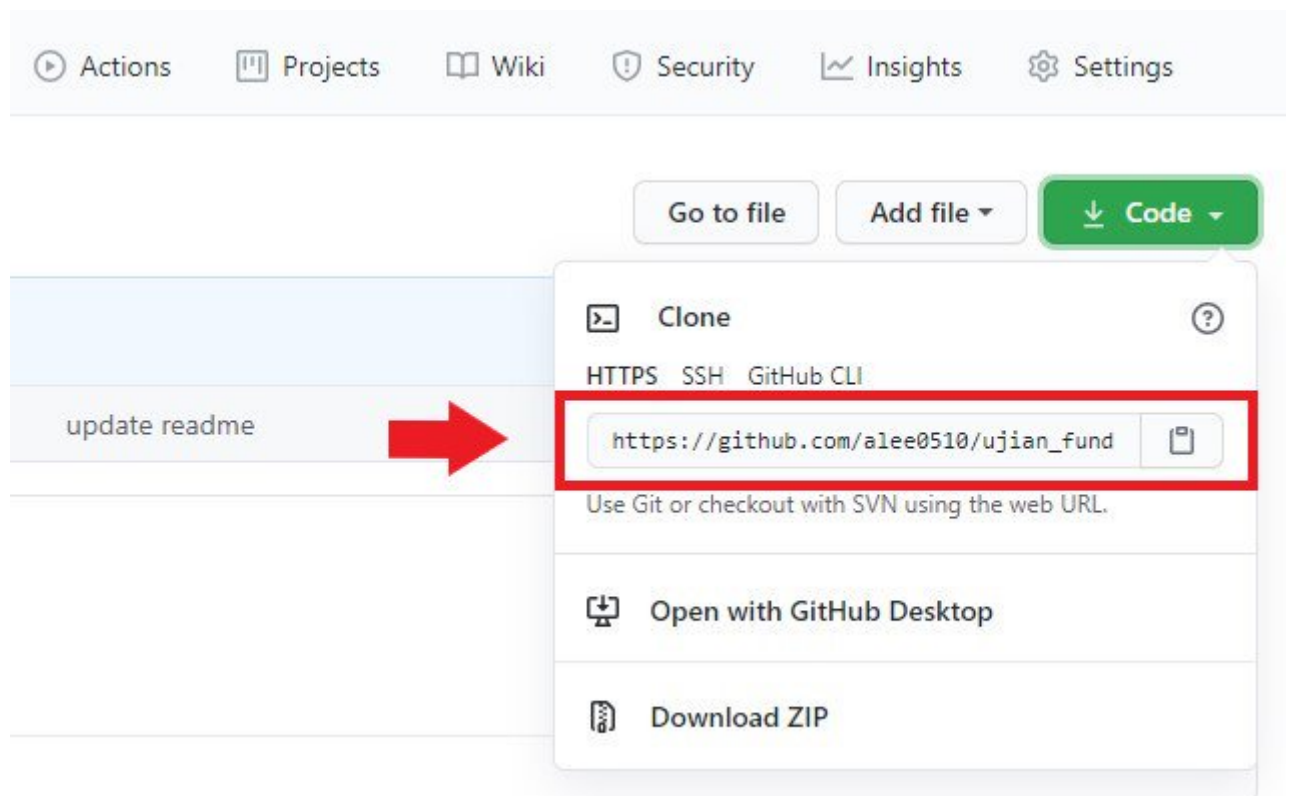 Actions Projects Wiki Security Insights Settings
Go to file Add file Code
Clone
HTTPS SSH GitHub CLI
update readme
https://github.com/alee0510/ujian_fund
Use Git or checkout with SVN using the web URL.
Open with GitHub Desktop
Download ZIP